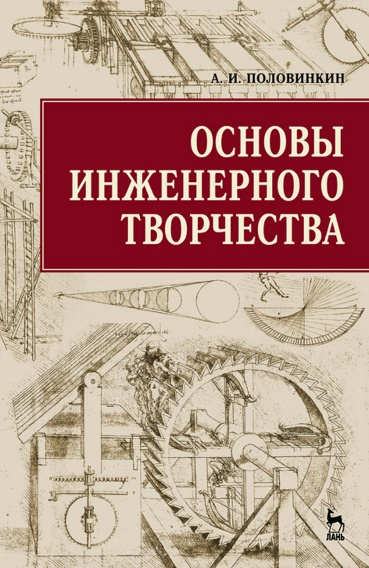 А. И. ПОЛОВИНКИН
ОСНОВЫ
ИНЖЕНЕРНОГО
ТВОРЧЕСТВА
ЛАНЬ